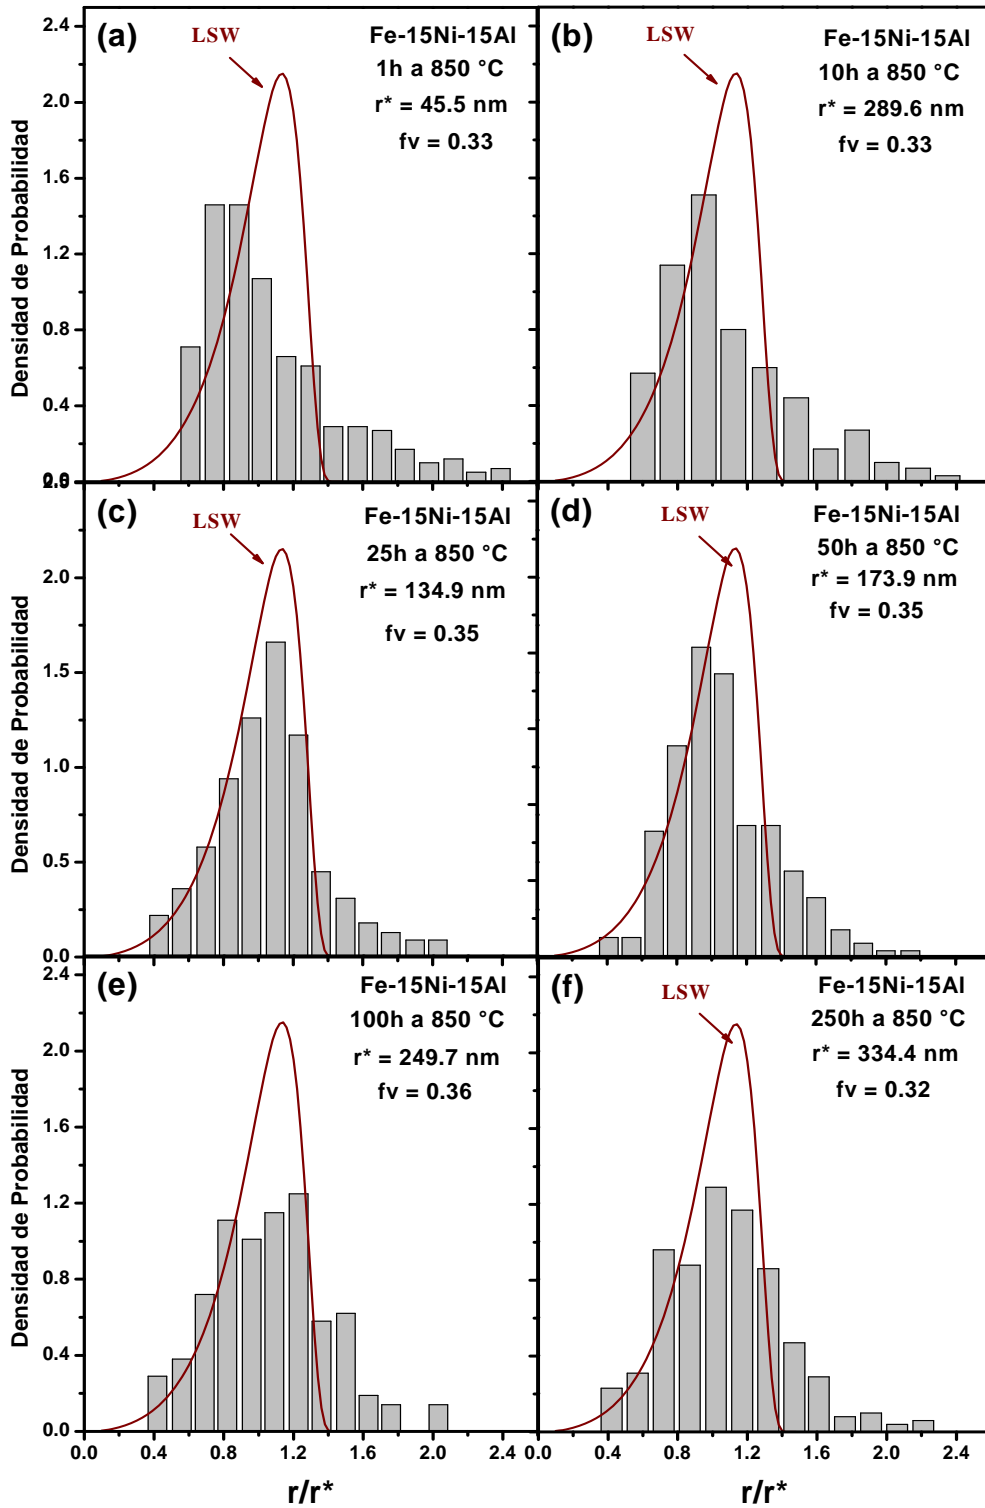 (a)
LSW
Fe-15Ni-15Al
1h a 850 °C
r* = 45.5 nm
fv = 0.33
Densidad de Probabilidad
2.4
2.0
1.6
1.2
0.8
0.4
(b)
LSW
Fe-15Ni-15Al
10h a 850 °C
r* = 289.6 nm
fv = 0.33
(c)
LSW
Fe-15Ni-15Al
25h a 850 °C
r* = 134.9 nm
fv = 0.35
Densidad de Probabilidad
2.0
1.5
1.0
0.5
0.0
(d)
LSW
Fe-15Ni-15Al
50h a 850 °C
r* = 173.9 nm
fv = 0.35
(e)
Fe-15Ni-15Al
100h a 850 °C
r* = 249.7 nm
fv = 0.36
Densidad de Probabilidad
2.4
2.0
1.6
1.2
0.8
0.4
0.0
0.0 0.4 0.8 1.2 1.6 2.0 2.4
r/r*
(f)
LSW
Fe-15Ni-15Al
250h a 850 °C
r* = 334.4 nm
fv = 0.32
0.0 0.4 0.8 1.2 1.6 2.0 2.4
r/r*